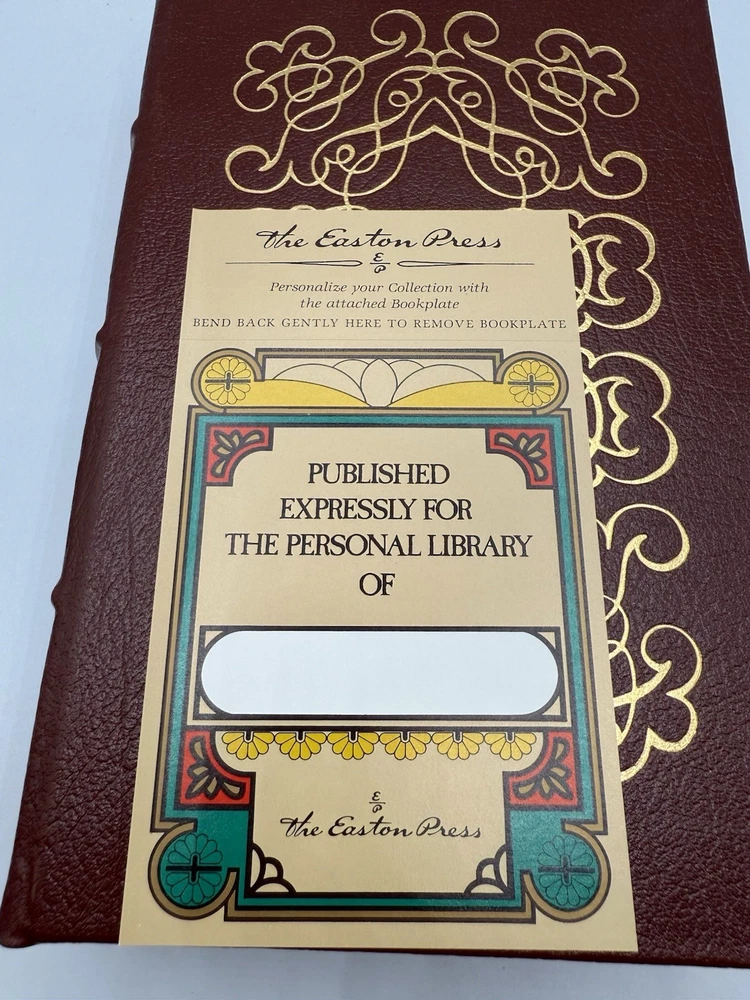 The Easton Press
E
P
Personalize your Collection with
the attached Bookplate
BEND BACK GENTLY HERE TO REMOVE BOOKPLATE
PUBLISHED
EXPRESSLY FOR
THE PERSONAL LIBRARY
OF
E
P
The Easton Press